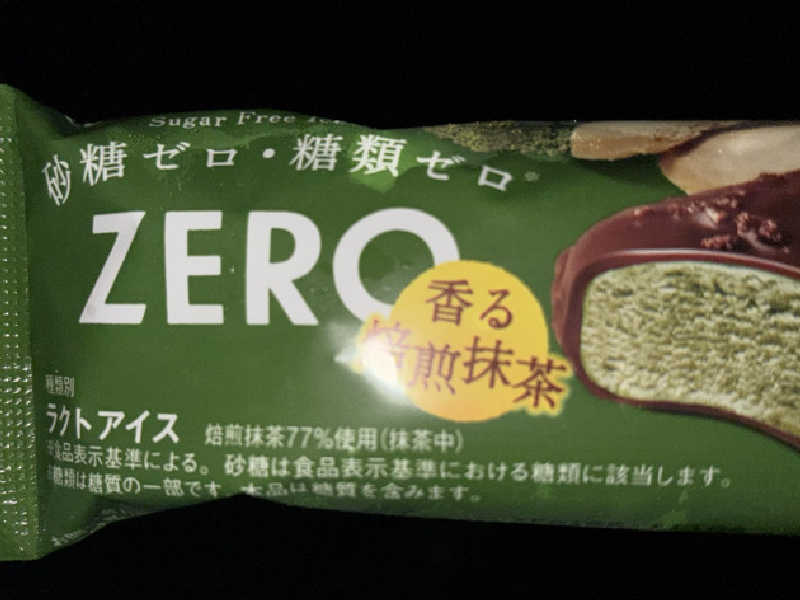 Sugar Free
砂糖ゼロ・糖類ゼロ※
ZERO
香る
焙煎抹茶
種類別
ラクトアイス 焙煎抹茶77%使用(抹茶中)
※食品表示基準による。砂糖は食品表示基準における糖類に該当します。
糖類は糖質の一部です。本品は糖質を含みます。